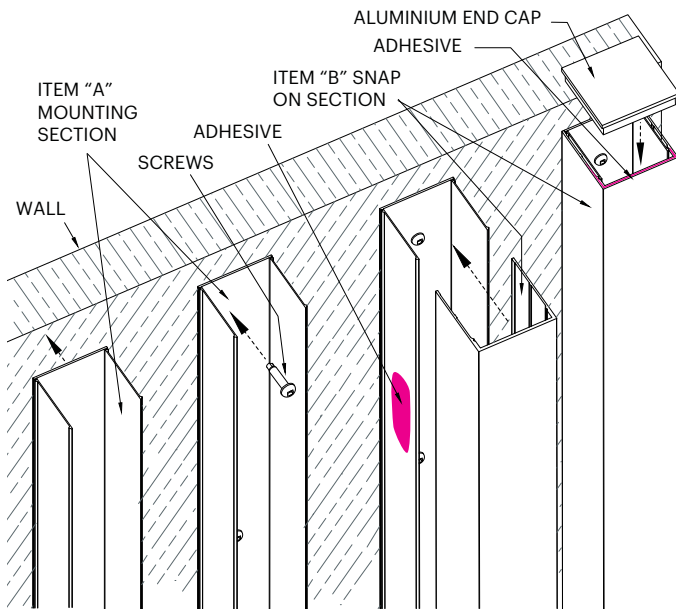 ALUMINIUM END CAP
ADHESIVE
ITEM “B” SNAP
ON SECTION
ITEM “A”
MOUNTING
SECTION
ADHESIVE
SCREWS
WALL